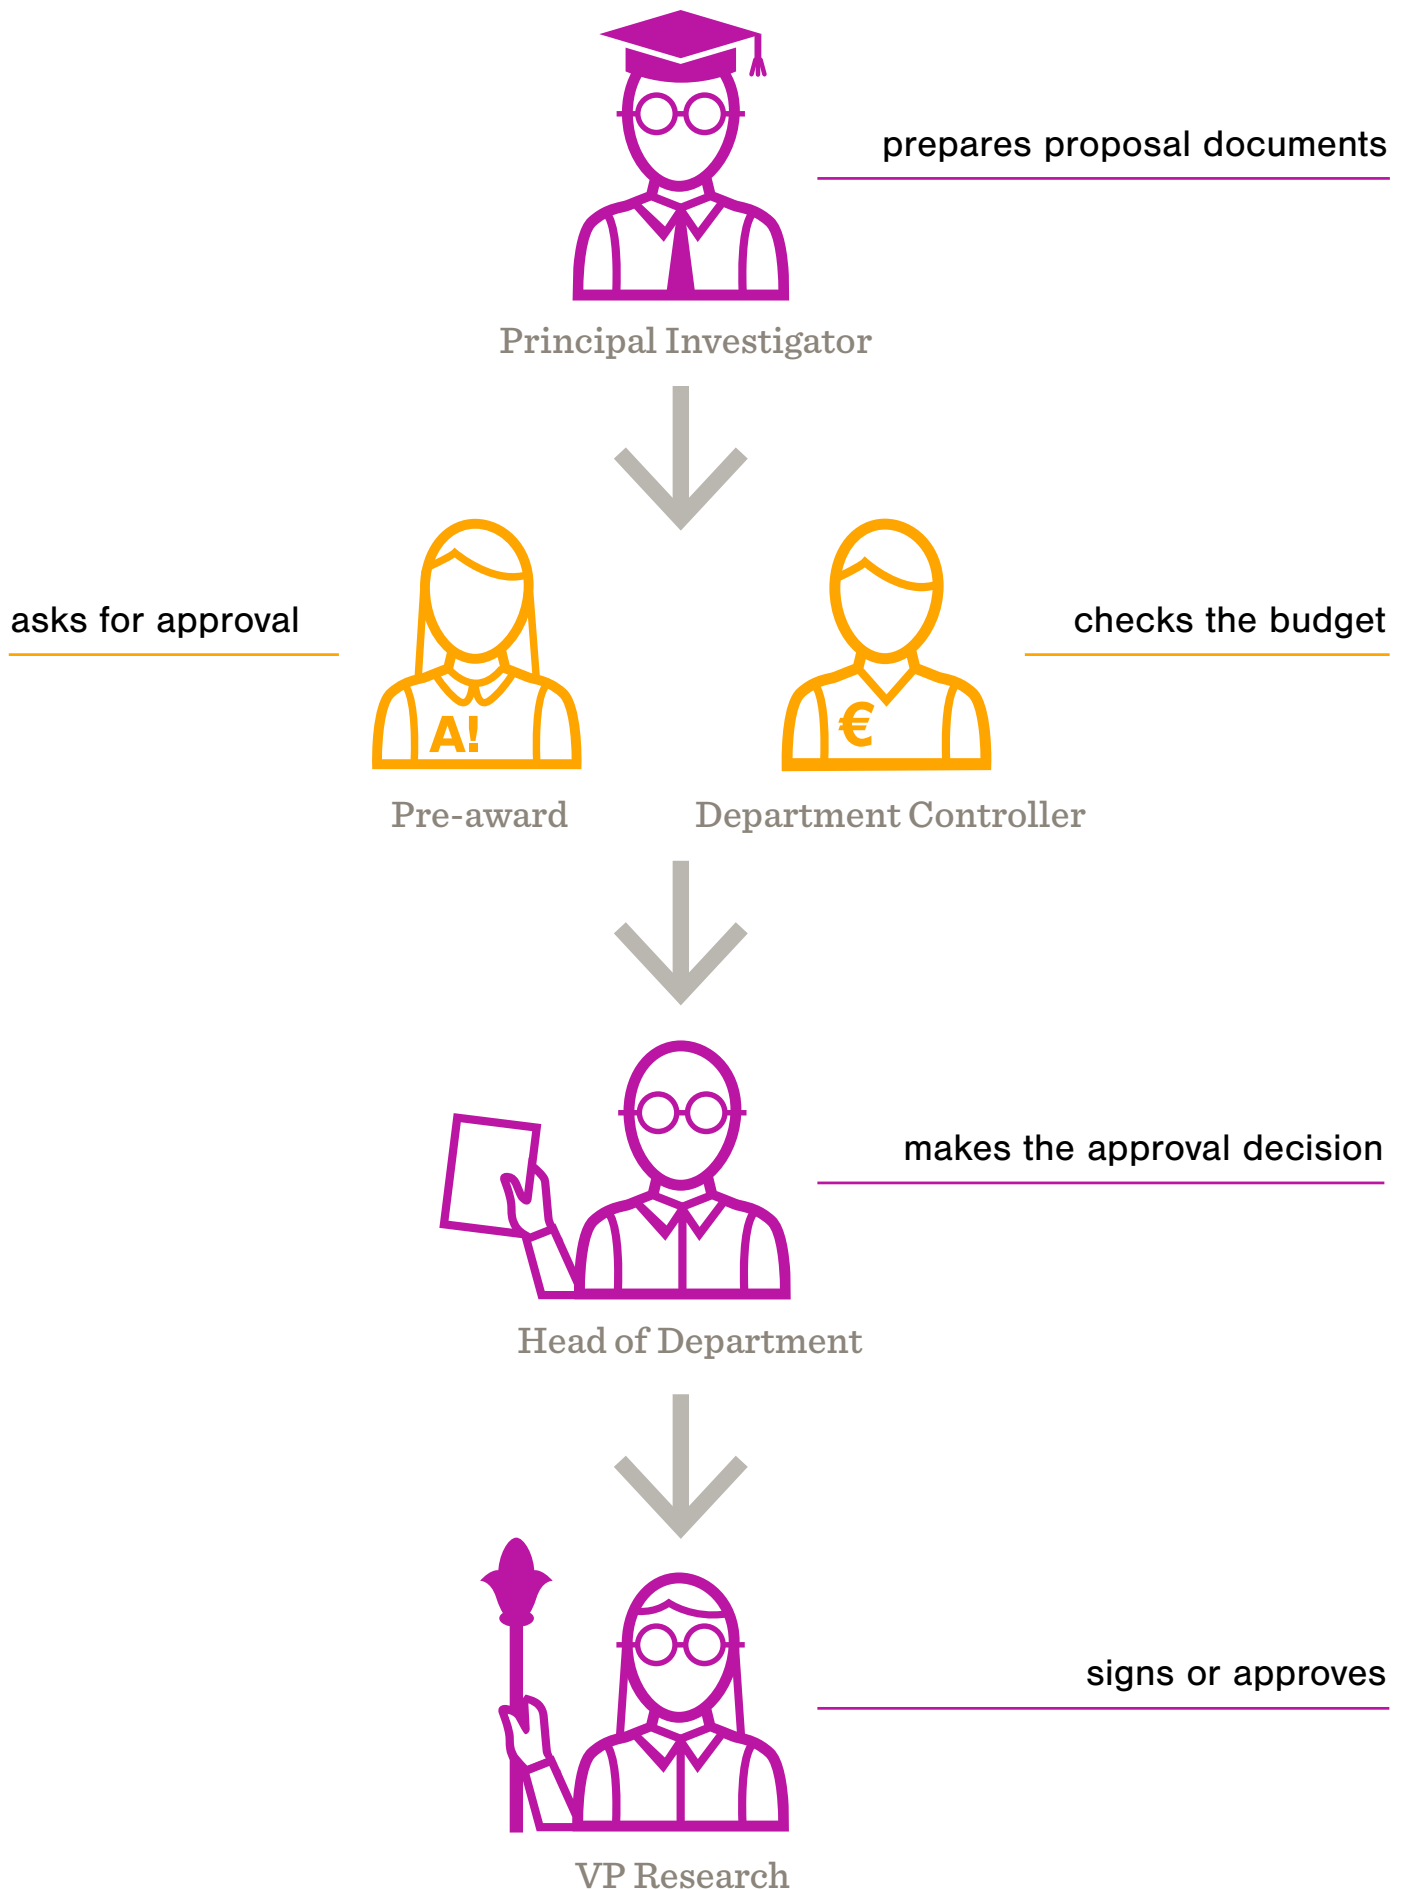 prepares proposal documents
Principal Investigator
asks for approval
checks the budget
A!
€
Pre-award
Department Controller
makes the approval decision
Head of Department
signs or approves
VP Research